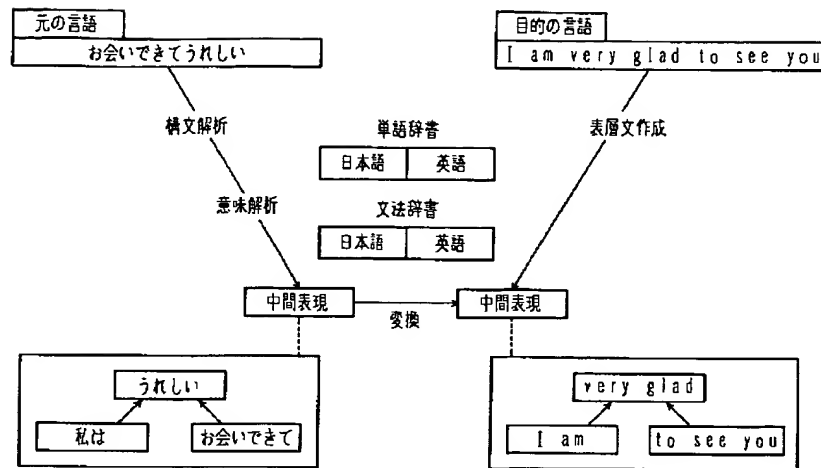 元の言語
お会いできてうれしい
目的の言語
I am very glad to see you
構文解析
意味解析
単語辞書
日本語 英語
文法辞書
日本語 英語
表層文作成
中間表現
変換
中間表現
うれしい
私は
お会いできて
very glad
I am
to see you